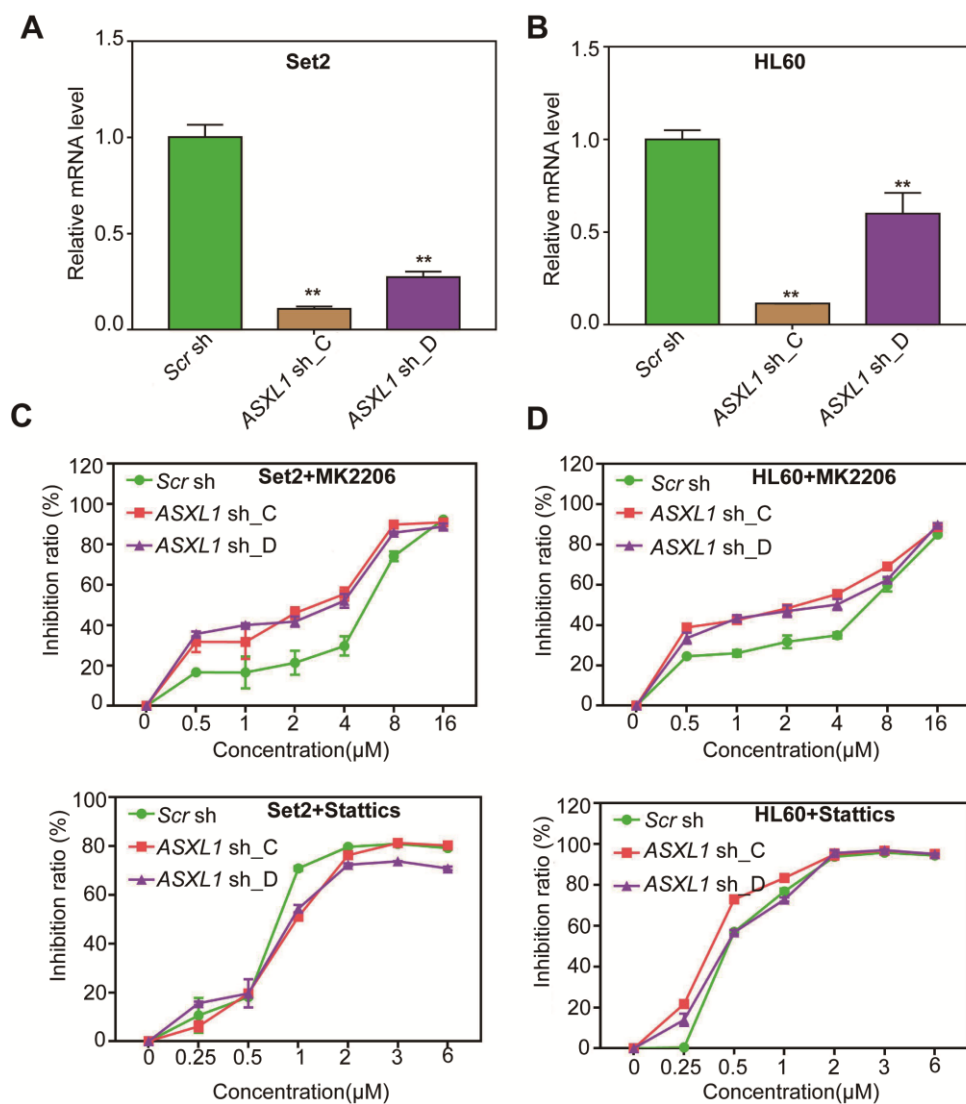 A
Set2
Relative mRNA level
1.5
1.0
0.5
0.0
**
**
Scr sh
ASXL1 sh_C
ASXL1 sh_D
B
HL60
Relative mRNA level
1.5
1.0
0.5
0.0
**
**
Scr sh
ASXL1 sh_C
ASXL1 sh_D
C
Set2+MK2206
Scr sh
ASXL1 sh_C
ASXL1 sh_D
Inhibition ratio (%)
120
100
80
60
40
20
0
0 0.5 1 2 4 8 16
Concentration(μM)
D
HL60+MK2206
Scr sh
ASXL1 sh_C
ASXL1 sh_D
Inhibition ratio (%)
120
100
80
60
40
20
0
0 0.5 1 2 4 8 16
Concentration(μM)
Set2+Stattics
Scr sh
ASXL1 sh_C
ASXL1 sh_D
Inhibition ratio (%)
100
80
60
40
20
0
0 0.25 0.5 1 2 3 6
Concentration(μM)
HL60+Stattics
Scr sh
ASXL1 sh_C
ASXL1 sh_D
Inhibition ratio (%)
120
100
80
60
40
20
0
0 0.25 0.5 1 2 3 6
Concentration(μM)